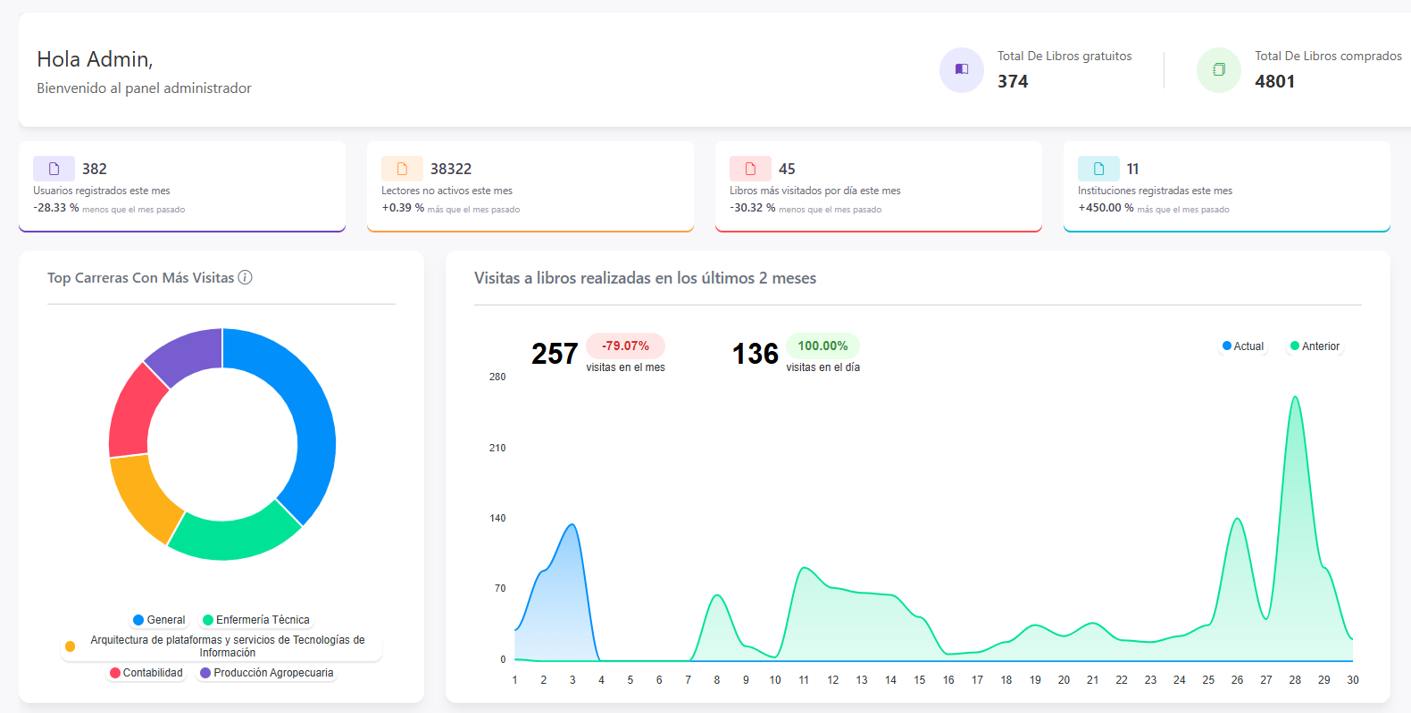 Hola Admin,
Bienvenido al panel administrador
Total De Libros gratuitos
374
Total De Libros comprados
4801
382
Usuarios registrados este mes
-28.33 % menos que el mes pasado
38322
Lectores no activos este mes
+0.39 % más que el mes pasado
45
Libros más visitados por día este mes
-30.32 % menos que el mes pasado
11
Instituciones registradas este mes
+450.00 % más que el mes pasado
Top Carreras Con Más Visitas
General Enfermería Técnica
Arquitectura de plataformas y servicios de Tecnologías de
Información
Contabilidad Producción Agropecuaria
Visitas a libros realizadas en los últimos 2 meses
257 -79.07%
visitas en el mes
136 100.00%
visitas en el día
Actual Anterior
280
210
140
70
0
1 2 3 4 5 6 7 8 9 10 11 12 13 14 15 16 17 18 19 20 21 22 23 24 25 26 27 28 29 30